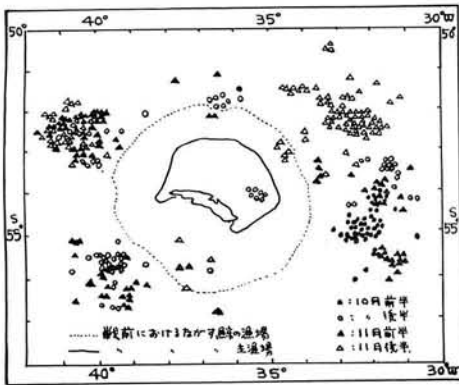 40° 35° 30°W
50° 50°
S 55° S 55°
●: 10月前半
○: 〃 後半
▲: 11月前半
△: 11月後半
戦前におけるながす鯨の漁場
〃 〃 主漁場
40° 35° 30°W